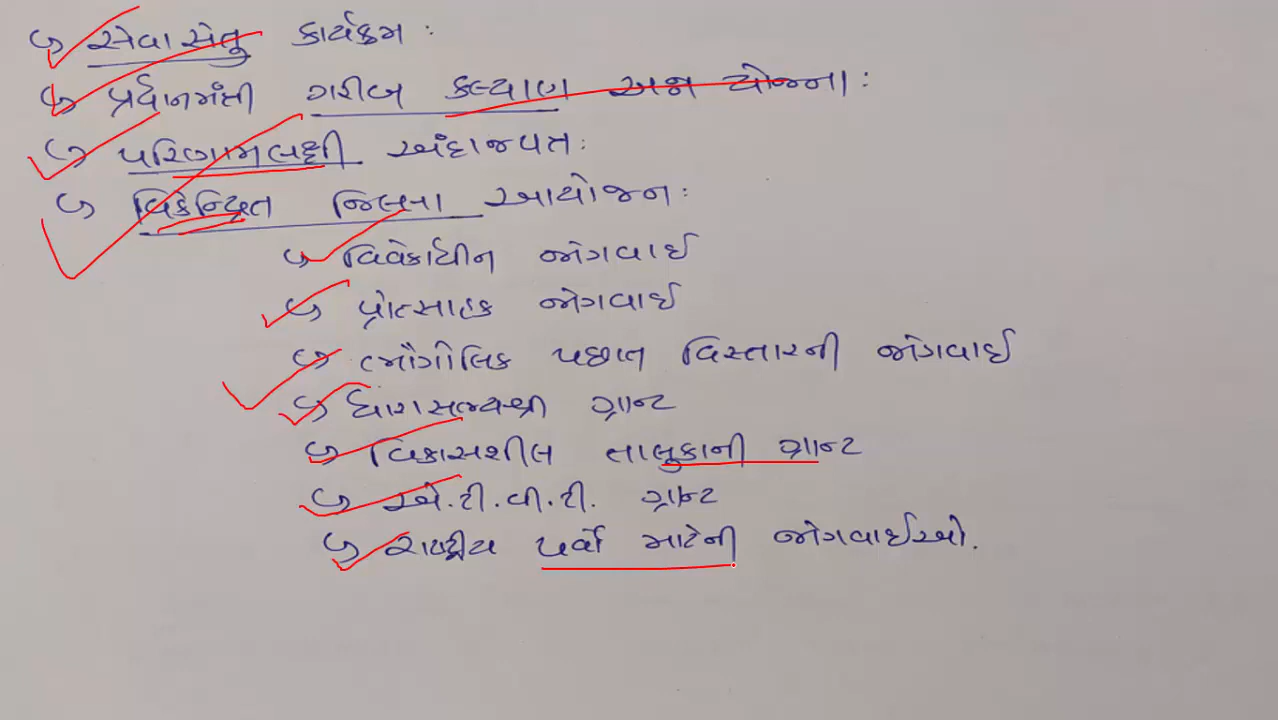 ↪ સેવાસેતુ કાર્યક્રમ :
↪ પ્રધાનમંત્રી ગરીબ કલ્યાણ અન્ન યોજના :
↪ પરિણામલક્ષી અંદાજપત્ર :
↪ વિકેન્દ્રિત જિલ્લા આયોજન :
↪ વિવેકાધીન જોગવાઈ
↪ પ્રોત્સાહક જોગવાઈ
↪ ભૌગોલિક પછાત વિસ્તારની જોગવાઈ
↪ ધારાસભ્યશ્રી ગ્રાન્ટ
↪ વિકાસશીલ તાલુકાની ગ્રાન્ટ
↪ એ.ટી.વી.ટી. ગ્રાન્ટ
↪ રાષ્ટ્રીય પર્વો માટેની જોગવાઈઓ.